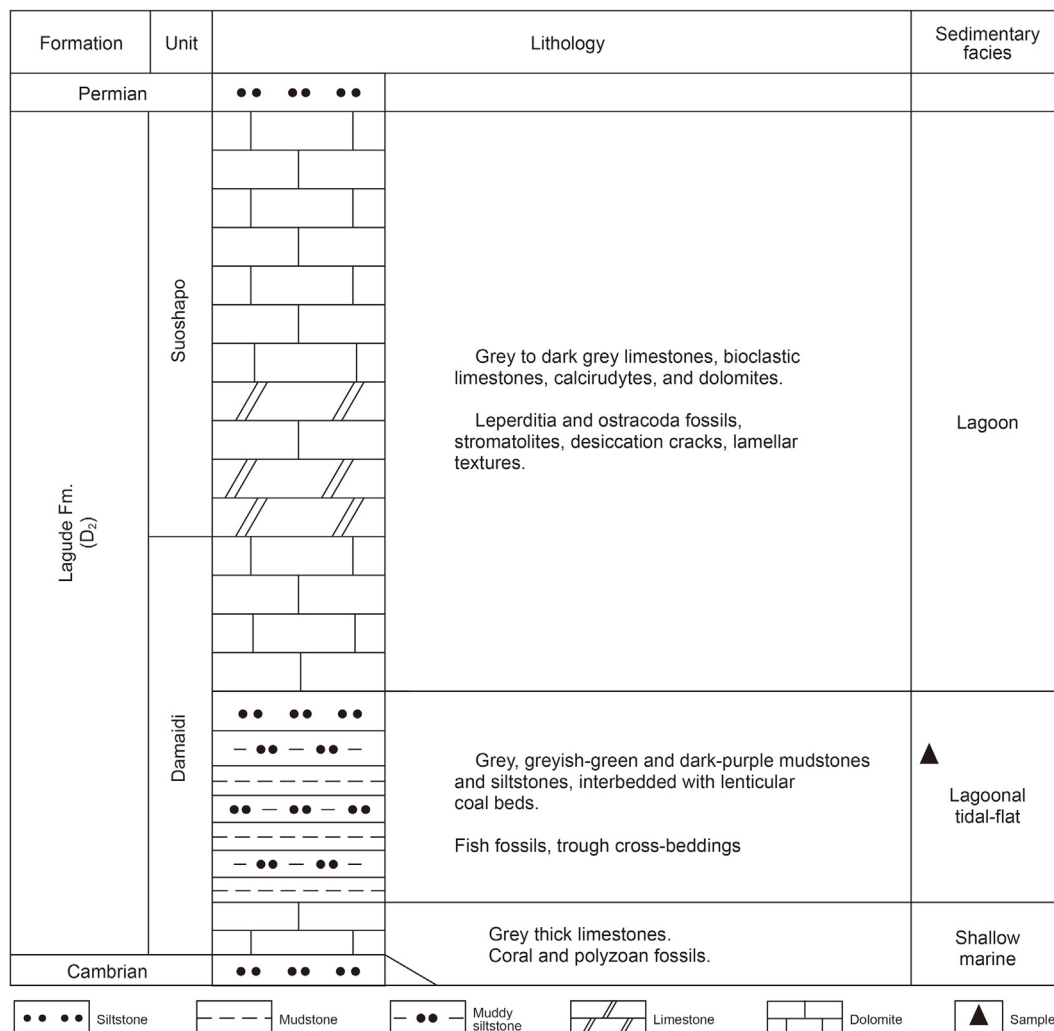 Formation
Unit
Lithology
Sedimentary
facies
Permian
Lagude Fm.
(D₂)
Suoshapo
Grey to dark grey limestones, bioclastic
limestones, calcirudytes, and dolomites.
Leperditia and ostracoda fossils,
stromatolites, desiccation cracks, lamellar
textures.
Lagoon
Damaidi
Grey, greyish-green and dark-purple mudstones
and siltstones, interbedded with lenticular
coal beds.
Fish fossils, trough cross-beddings
Lagoonal
tidal-flat
Grey thick limestones.
Coral and polyzoan fossils.
Shallow
marine
Cambrian
Siltstone
Mudstone
Muddy
siltstone
Limestone
Dolomite
Sample